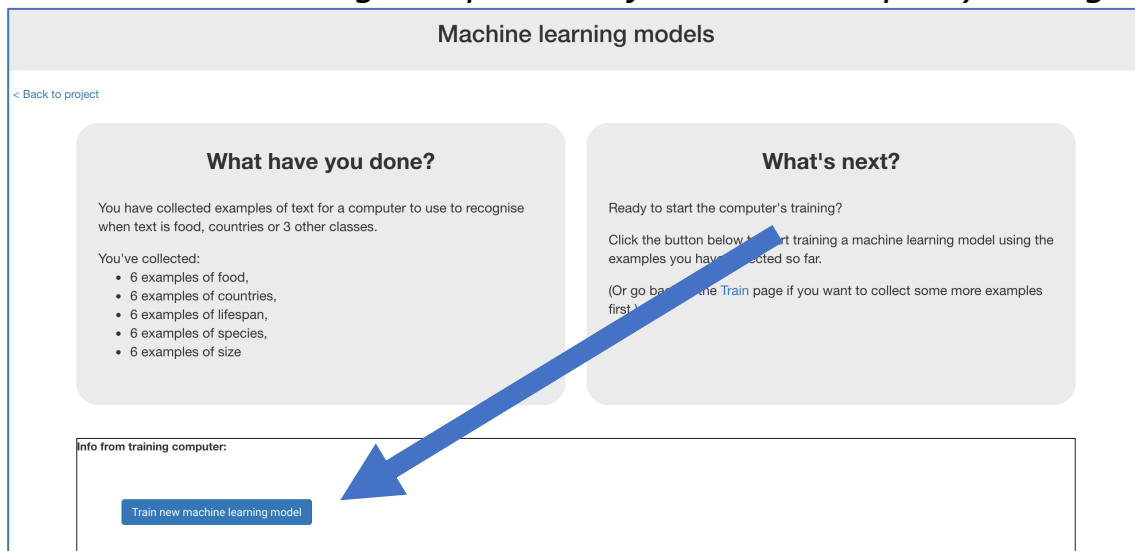 Machine learning models
< Back to project
What have you done?
You have collected examples of text for a computer to use to recognise
when text is food, countries or 3 other classes.
You've collected:
• 6 examples of food,
• 6 examples of countries,
• 6 examples of lifespan,
• 6 examples of species,
• 6 examples of size
What's next?
Ready to start the computer's training?
Click the button below training a machine learning model using the
examples you so far.
(Or go the Train page if you want to collect some more examples
first
Info from training computer:
Train new machine learning model